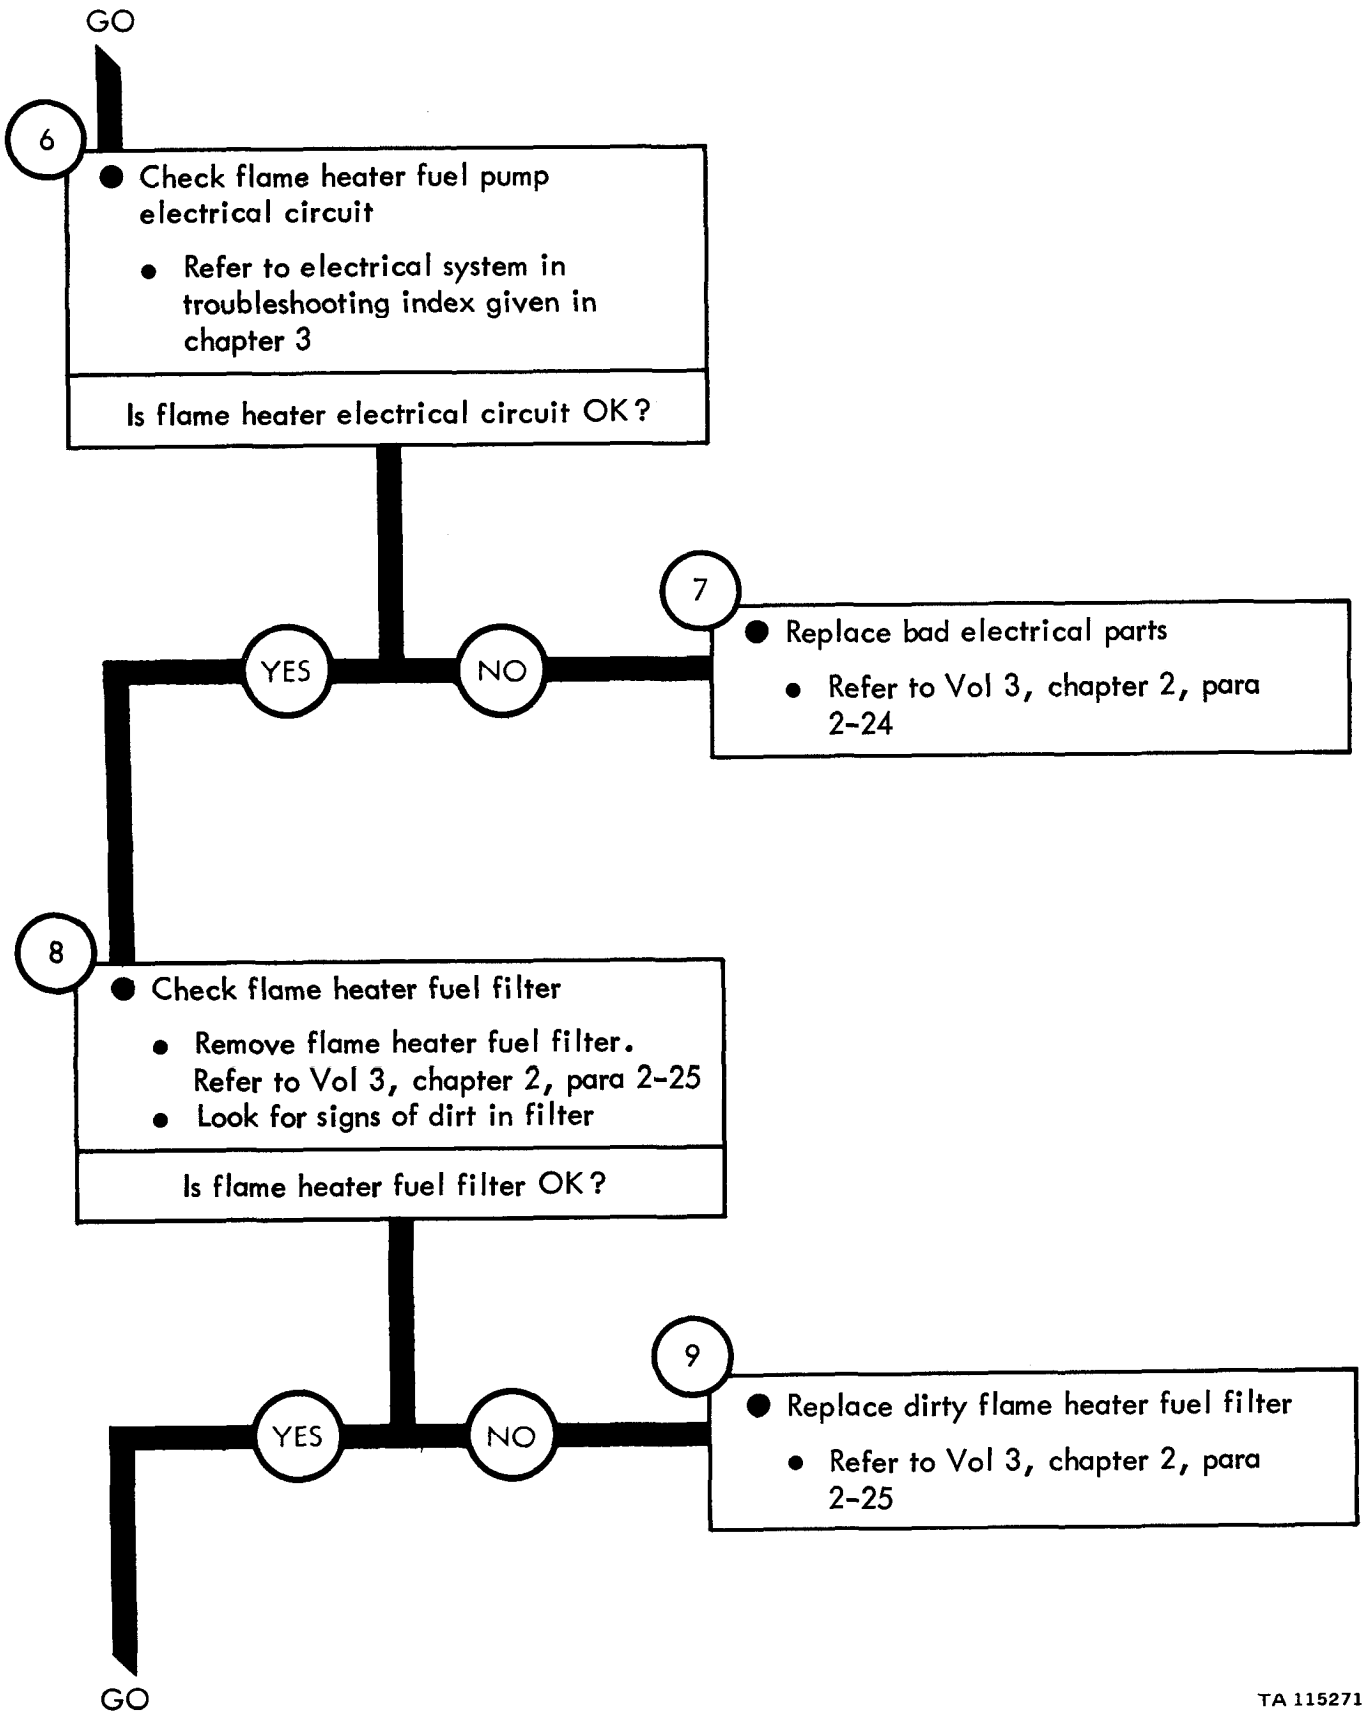 GO
6
● Check flame heater fuel pump
electrical circuit
● Refer to electrical system in
troubleshooting index given in
chapter 3
Is flame heater electrical circuit OK?
YES
NO
7
● Replace bad electrical parts
● Refer to Vol 3, chapter 2, para
2-24
8
● Check flame heater fuel filter
● Remove flame heater fuel filter.
Refer to Vol 3, chapter 2, para 2-25
● Look for signs of dirt in filter
Is flame heater fuel filter OK?
YES
NO
9
● Replace dirty flame heater fuel filter
● Refer to Vol 3, chapter 2, para
2-25
GO
TA 115271